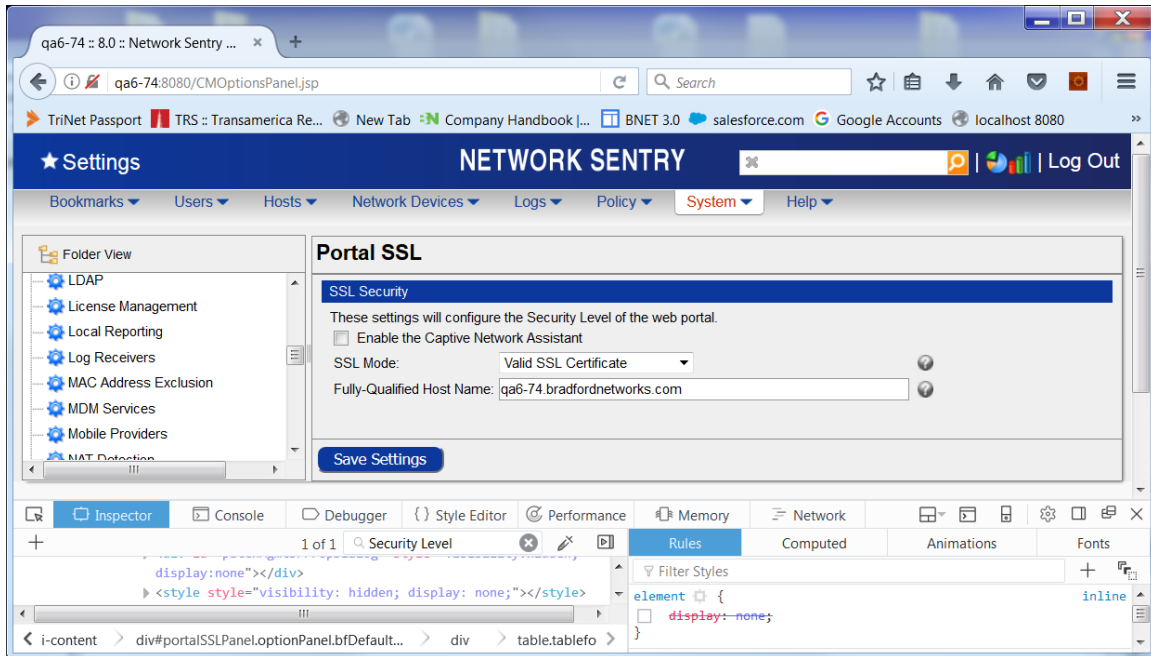 qa6-74 :: 8.0 :: Network Sentry ... × +
qa6-74:8080/CMOptionsPanel.jsp Search
TriNet Passport TRS :: Transamerica Re... New Tab Company Handbook |... BNET 3.0 salesforce.com Google Accounts localhost 8080 »
Settings NETWORK SENTRY | | Log Out
Bookmarks Users Hosts Network Devices Logs Policy System Help
Folder View
LDAP
License Management
Local Reporting
Log Receivers
MAC Address Exclusion
MDM Services
Mobile Providers
NAT Detection
Portal SSL
SSL Security
These settings will configure the Security Level of the web portal.
Enable the Captive Network Assistant
SSL Mode: Valid SSL Certificate
Fully-Qualified Host Name: qa6-74.bradfordnetworks.com
Save Settings
Inspector Console Debugger { } Style Editor Performance Memory Network
+ 1 of 1 Security Level Rules Computed Animations Fonts
display:none"></div>
<style style="visibility: hidden; display: none;"></style>
Filter Styles +
element { inline
display: none;
}
i-content div#portalSSLPanel.optionPanel.bfDefault... div table.tablefo